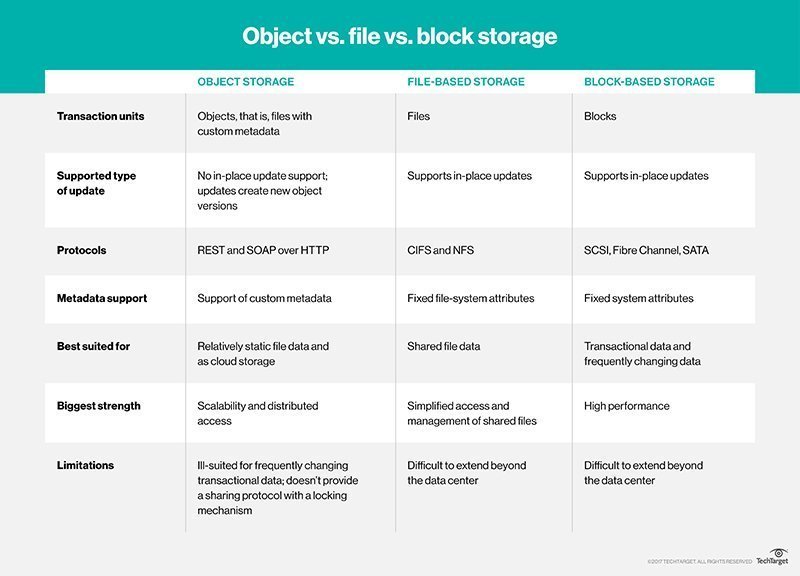 Object vs. file vs. block storage
OBJECT STORAGE
FILE-BASED STORAGE
BLOCK-BASED STORAGE
Transaction units
Objects, that is, files with
custom metadata
Files
Blocks
Supported type
of update
No in-place update support;
updates create new object
versions
Supports in-place updates
Supports in-place updates
Protocols
REST and SOAP over HTTP
CIFS and NFS
SCSI, Fibre Channel, SATA
Metadata support
Support of custom metadata
Fixed file-system attributes
Fixed system attributes
Best suited for
Relatively static file data and
as cloud storage
Shared file data
Transactional data and
frequently changing data
Biggest strength
Scalability and distributed
access
Simplified access and
management of shared files
High performance
Limitations
Ill-suited for frequently changing
transactional data; doesn't provide
a sharing protocol with a locking
mechanism
Difficult to extend beyond
the data center
Difficult to extend beyond
the data center
©2017 TECHTARGET. ALL RIGHTS RESERVED
TechTarget